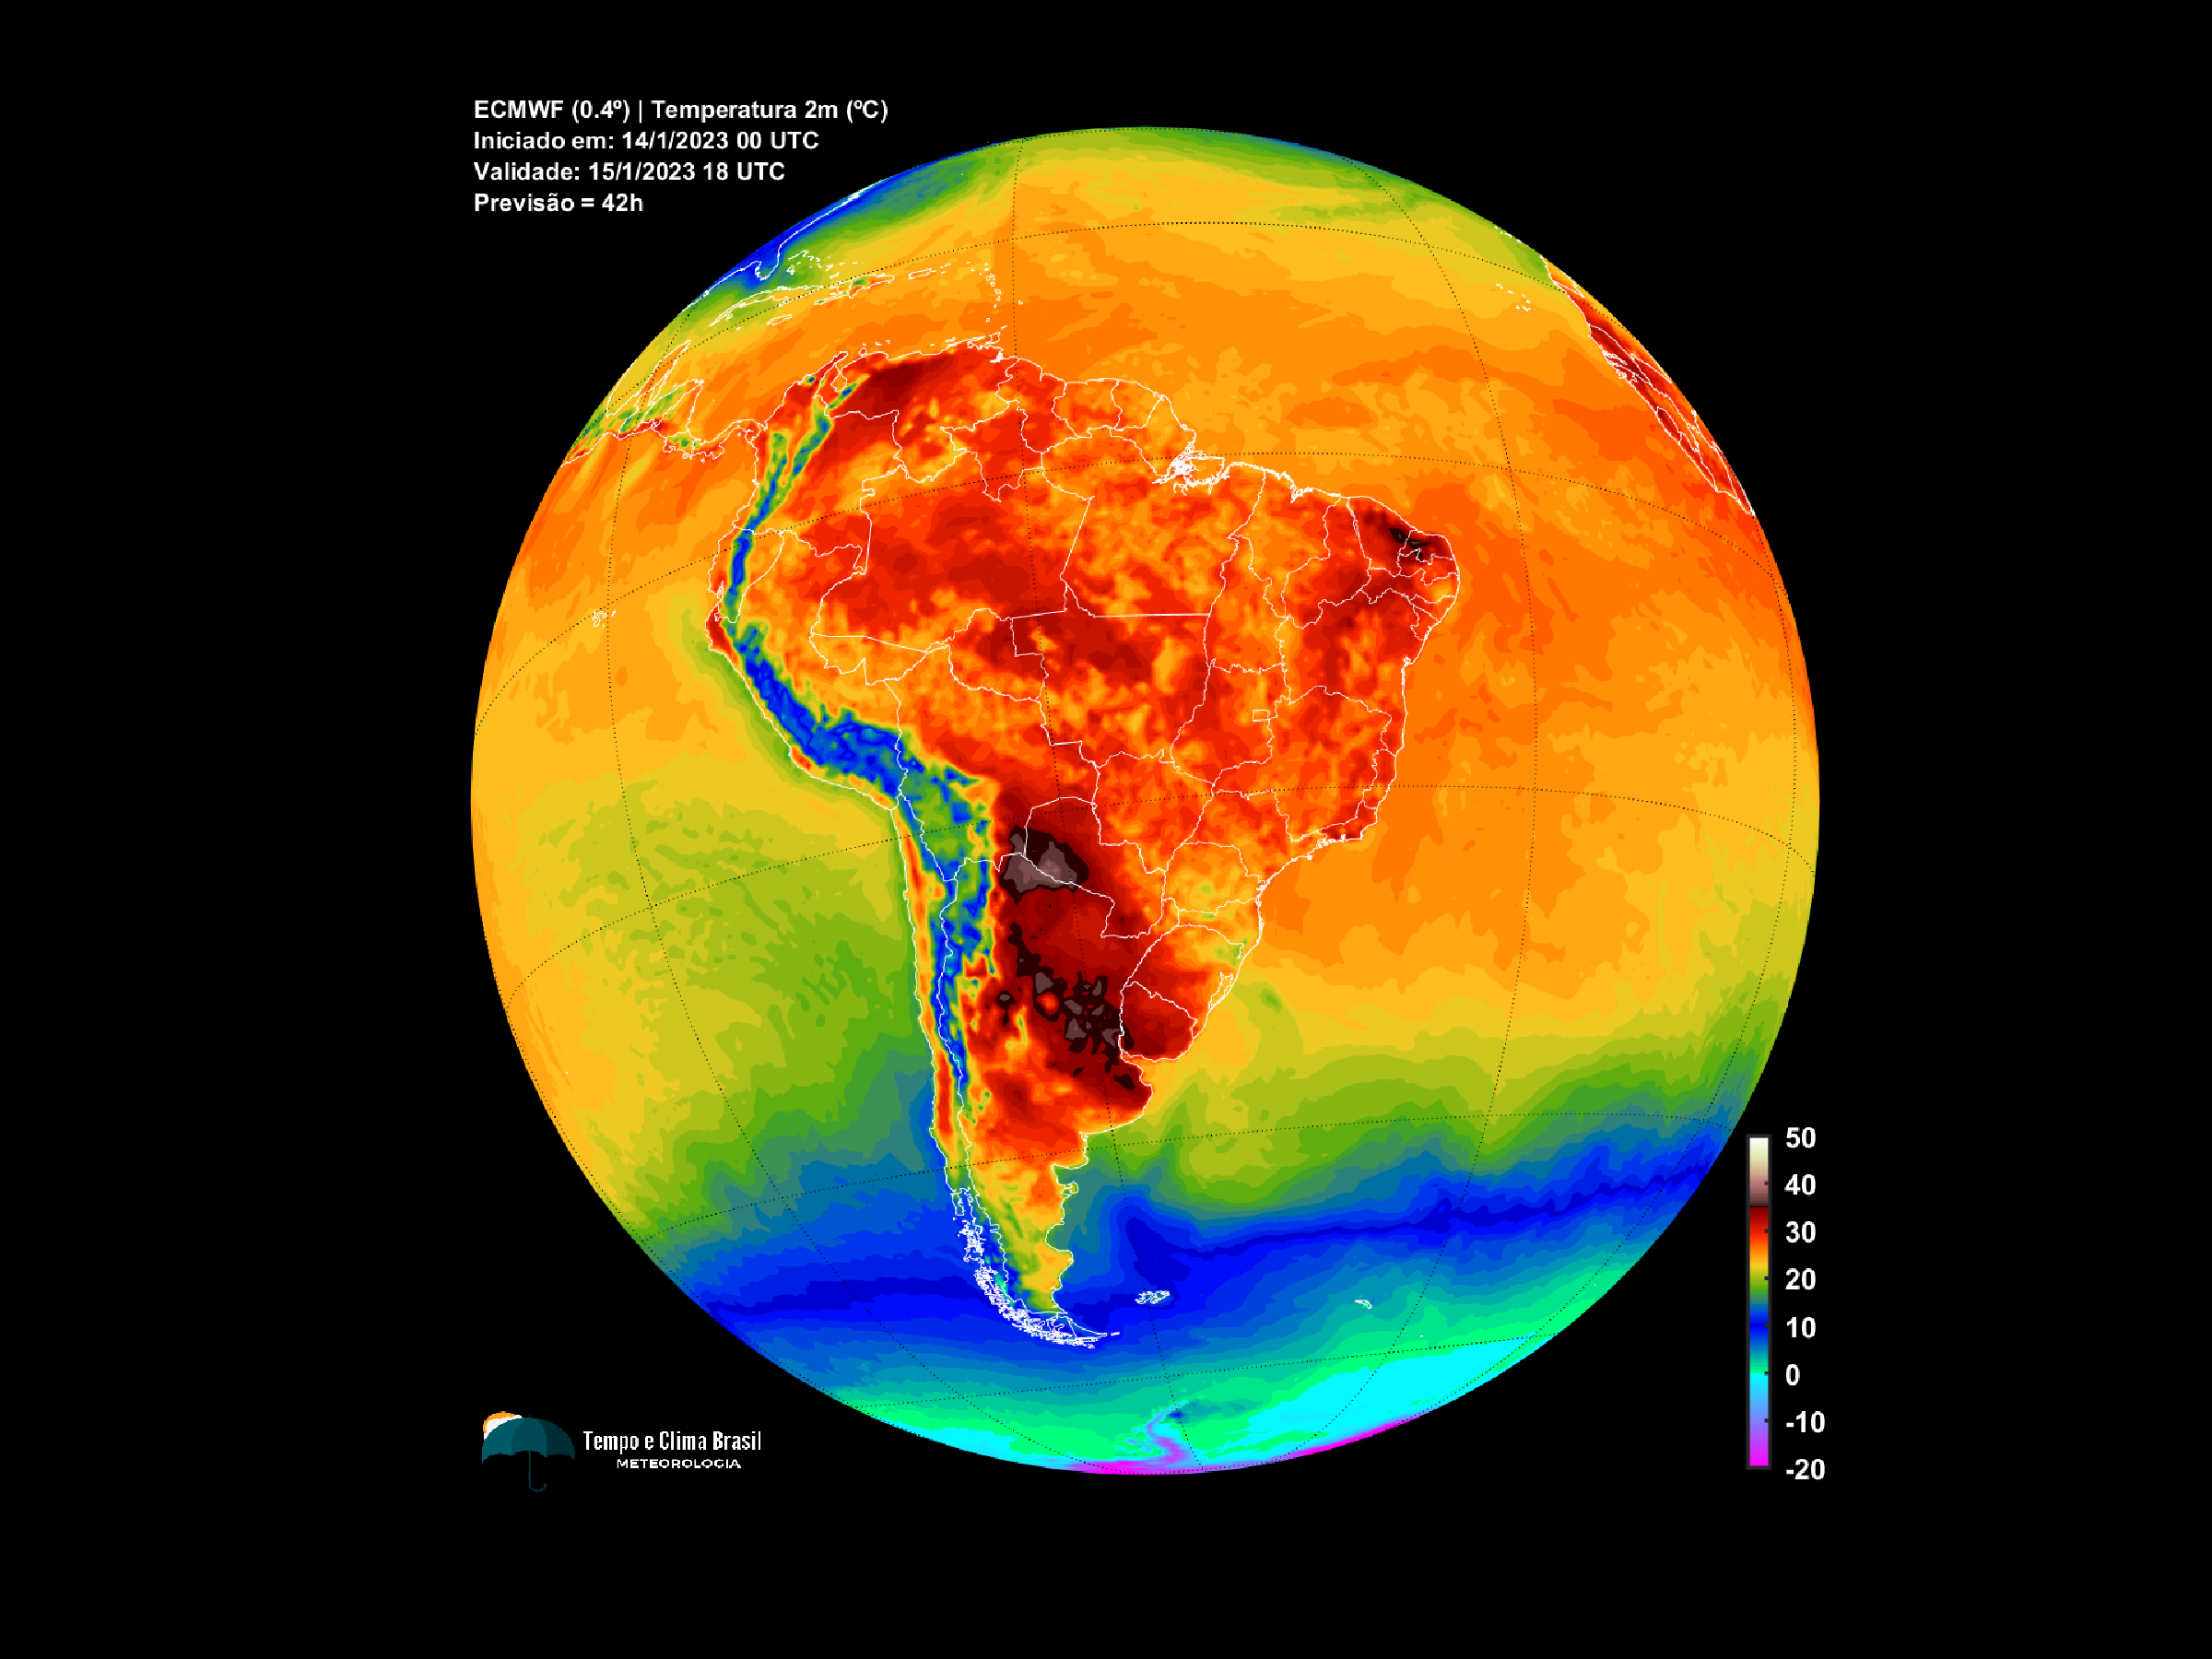 ECMWF (0.4º) | Temperatura 2m (ºC)
Iniciado em: 14/1/2023 00 UTC
Validade: 15/1/2023 18 UTC
Previsão = 42h
50
40
30
20
10
0
-10
-20
Tempo e Clima Brasil
METEOROLOGIA